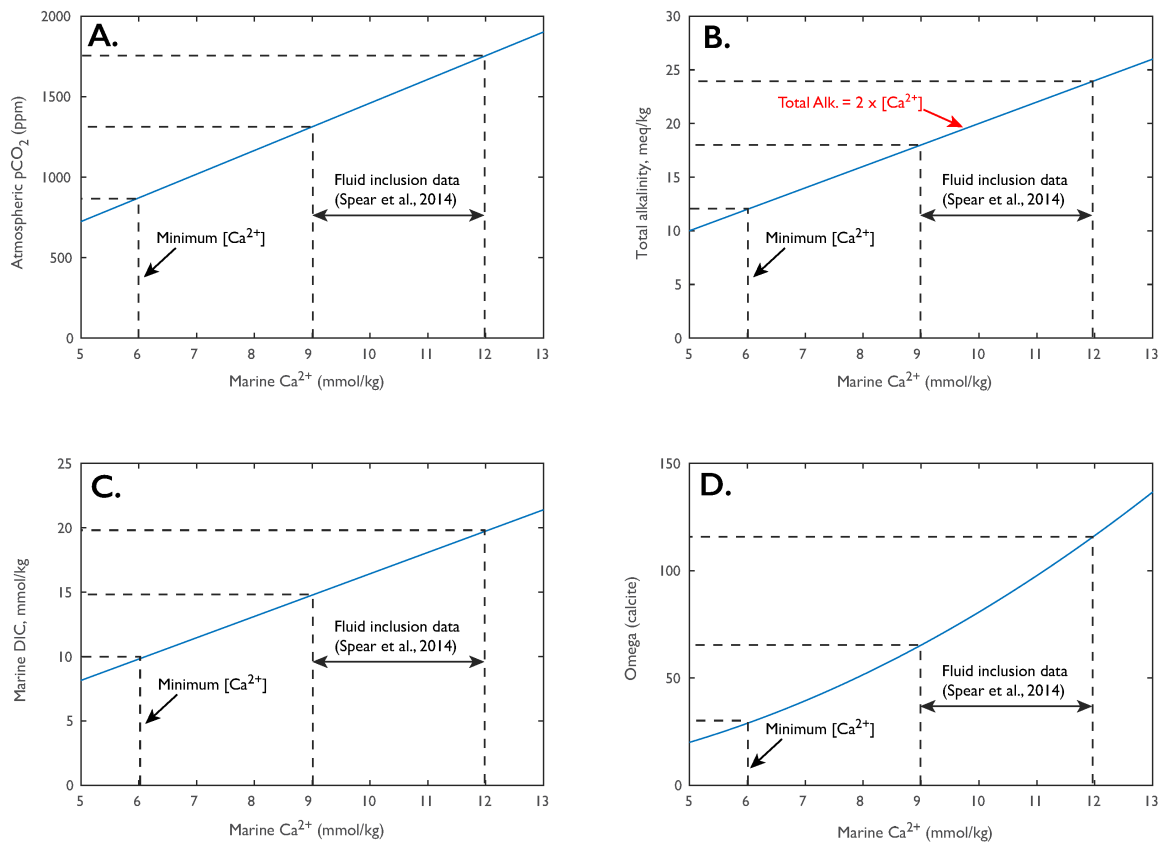 A.
2000
1500
1000
500
0
Atmospheric pCO2 (ppm)
Fluid inclusion data
(Spear et al., 2014)
Minimum [Ca2+]
5 6 7 8 9 10 11 12 13
Marine Ca2+ (mmol/kg)
B.
30
25
20
15
10
5
0
Total alkalinity, meq/kg
Total Alk. = 2 x [Ca2+]
Fluid inclusion data
(Spear et al., 2014)
Minimum [Ca2+]
5 6 7 8 9 10 11 12 13
Marine Ca2+ (mmol/kg)
C.
25
20
15
10
5
0
Marine DIC, mmol/kg
Fluid inclusion data
(Spear et al., 2014)
Minimum [Ca2+]
5 6 7 8 9 10 11 12 13
Marine Ca2+ (mmol/kg)
D.
150
100
50
0
Omega (calcite)
Fluid inclusion data
(Spear et al., 2014)
Minimum [Ca2+]
5 6 7 8 9 10 11 12 13
Marine Ca2+ (mmol/kg)